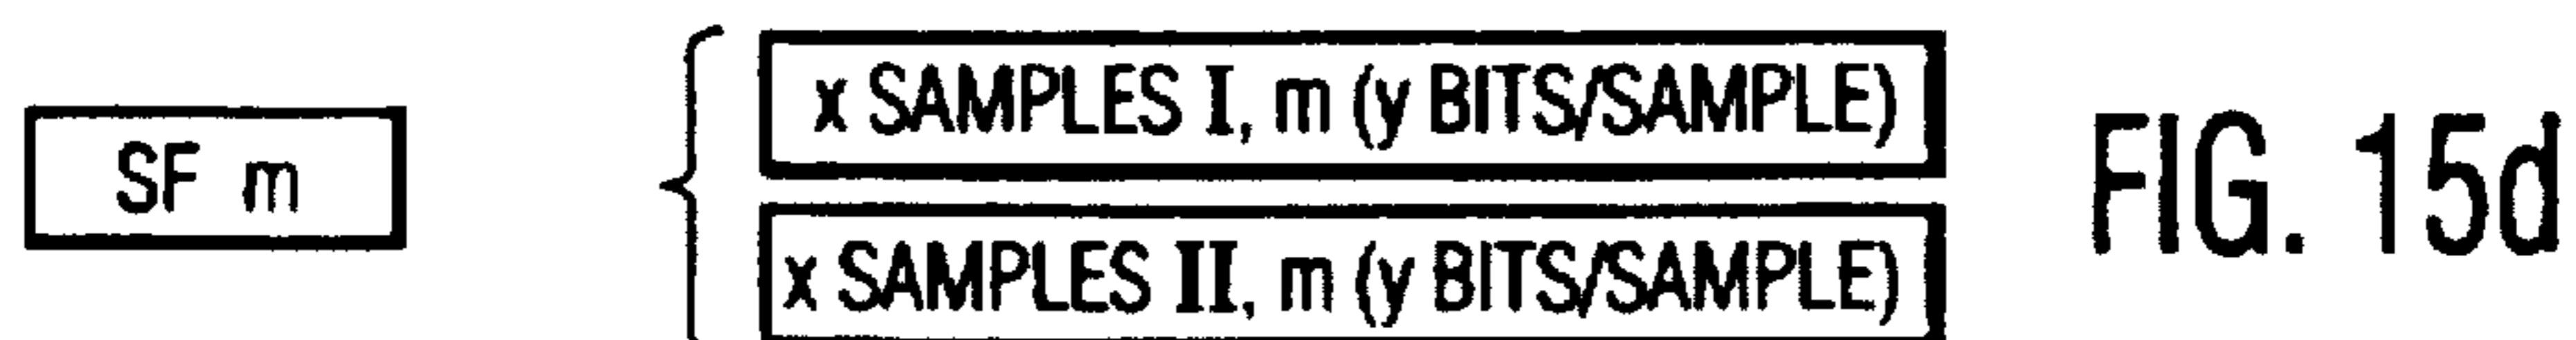 x SAMPLES I, m (y BITS/SAMPLE)
SF m
x SAMPLES II, m (y BITS/SAMPLE)
FIG. 15d